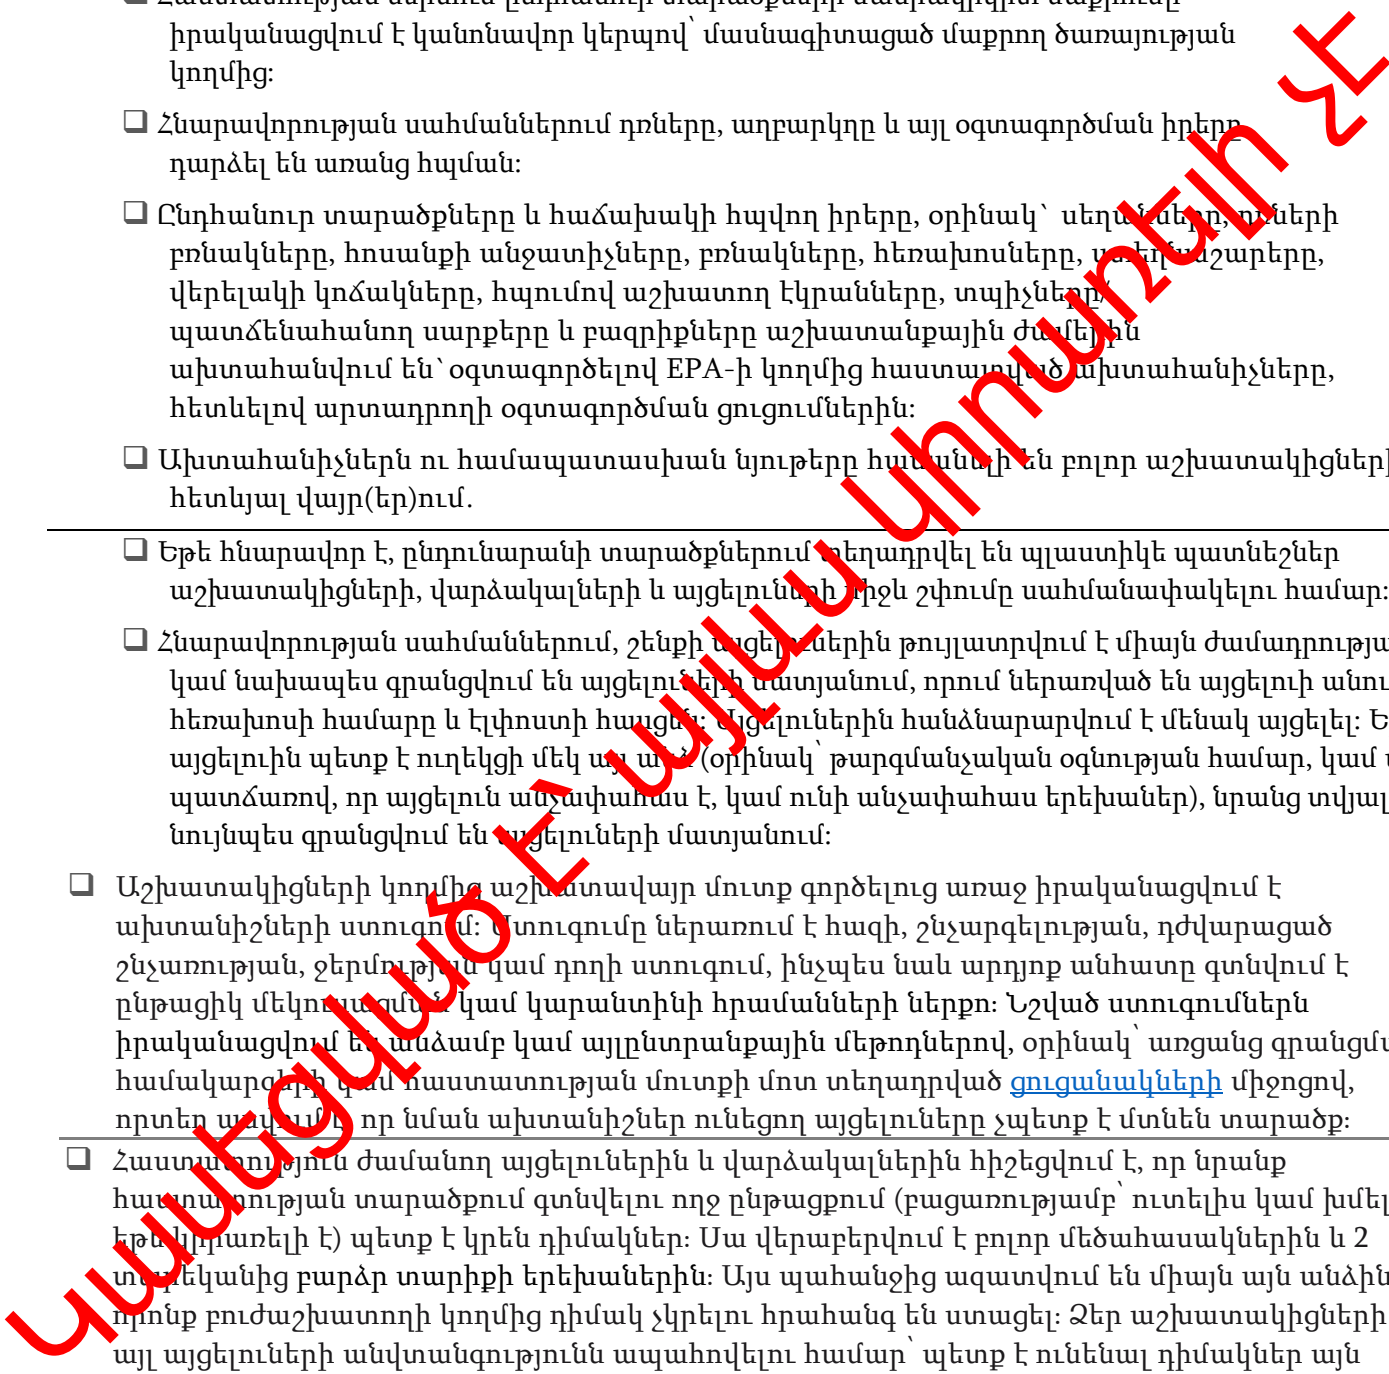 ❑ Հաստատության ներսում ընդհանուր տարածքների մանրակրկիտ մաքրումը
իրականացվում է կանոնավոր կերպով՝ մասնագիտացած մաքրող ծառայության
կողմից։
❑ Հնարավորության սահմաններում դռները, աղբարկղը և այլ օգտագործման իրերը
դարձել են առանց հպման։
❑ Ընդհանուր տարածքները և հաճախակի հպվող իրերը, օրինակ՝ սեղանները, դռների
բռնակները, հոսանքի անջատիչները, բռնակները, հեռախոսները, ստեղնաշարերը,
վերելակի կոճակները, հպումով աշխատող էկրանները, տպիչները/
պատճենահանող սարքերը և բազրիքները աշխատանքային ժամերին
ախտահանվում են՝ օգտագործելով EPA-ի կողմից հաստատված ախտահանիչները,
հետևելով արտադրողի օգտագործման ցուցումներին։
❑ Ախտահանիչներն ու համապատասխան նյութերը հասանելի են բոլոր աշխատակիցներ
հետևյալ վայր(եր)ում.
❑ Եթե հնարավոր է, ընդունարանի տարածքներում տեղադրվել են պլաստիկե պատնեշներ
աշխատակիցների, վարձակալների և այցելուների միջև շփումը սահմանափակելու համար։
❑ Հնարավորության սահմաններում, շենքի այցելուներին թույլատրվում է միայն ժամադրությա
կամ նախապես գրանցվում են այցելուների մատյանում, որում ներառված են այցելուի անու
հեռախոսի համարը և էլփոստի հասցեն։ Այցելուներին հանձնարարվում է մենակ այցելել։ Ե
այցելուին պետք է ուղեկցի մեկ այլ անձ (օրինակ՝ թարգմանչական օգնության համար, կամ
պատճառով, որ այցելուն անչափահաս է, կամ ունի անչափահաս երեխաներ), նրանց տվյալ
նույնպես գրանցվում են այցելուների մատյանում։
❑ Աշխատակիցների կողմից աշխատավայր մուտք գործելուց առաջ իրականացվում է
ախտանիշների ստուգում։ Ստուգումը ներառում է հազի, շնչարգելության, դժվարացած
շնչառության, ջերմության կամ դողի ստուգում, ինչպես նաև արդյոք անհատը գտնվում է
ընթացիկ մեկուսացման կամ կարանտինի հրամանների ներքո։ Նշված ստուգումներն
իրականացվում են անձամբ կամ այլընտրանքային մեթոդներով, օրինակ՝ առցանց գրանցմա
համակարգերի կամ հաստատության մուտքի մոտ տեղադրված ցուցանակների միջոցով,
որտեղ ասվում է, որ նման ախտանիշներ ունեցող այցելուները չպետք է մտնեն տարածք։
❑ Հաստատություն ժամանող այցելուներին և վարձակալներին հիշեցվում է, որ նրանք
հաստատության տարածքում գտնվելու ողջ ընթացքում (բացառությամբ՝ ուտելիս կամ խմել
եթե կիրառելի է) պետք է կրեն դիմակներ։ Սա վերաբերվում է բոլոր մեծահասակներին և 2
տարեկանից բարձր տարիքի երեխաներին։ Այս պահանջից ազատվում են միայն այն անձին
որոնք բուժաշխատողի կողմից դիմակ չկրելու հրահանգ են ստացել։ Ձեր աշխատակիցների
այլ այցելուների անվտանգությունն ապահովելու համար՝ պետք է ունենալ դիմակներ այն
Կասեցված է՝ այլևս կիրառելի չէ